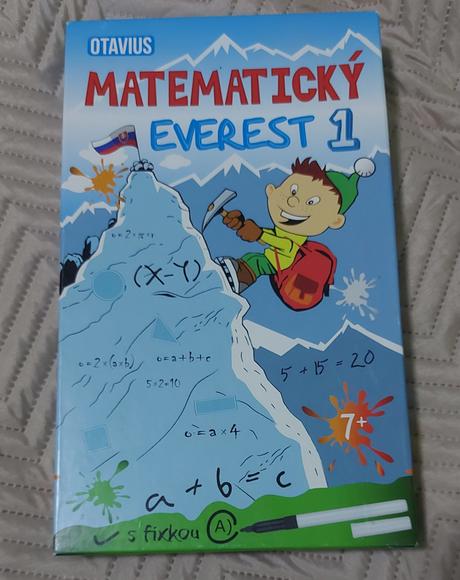 OTAVIUS
MATEMATICKÝ
EVEREST 1
(X-Y)
o=2×(a×b) o=a+b+c
5×2=10
5+15=20
o=a×4
7+
a+b=c
s fixkou A